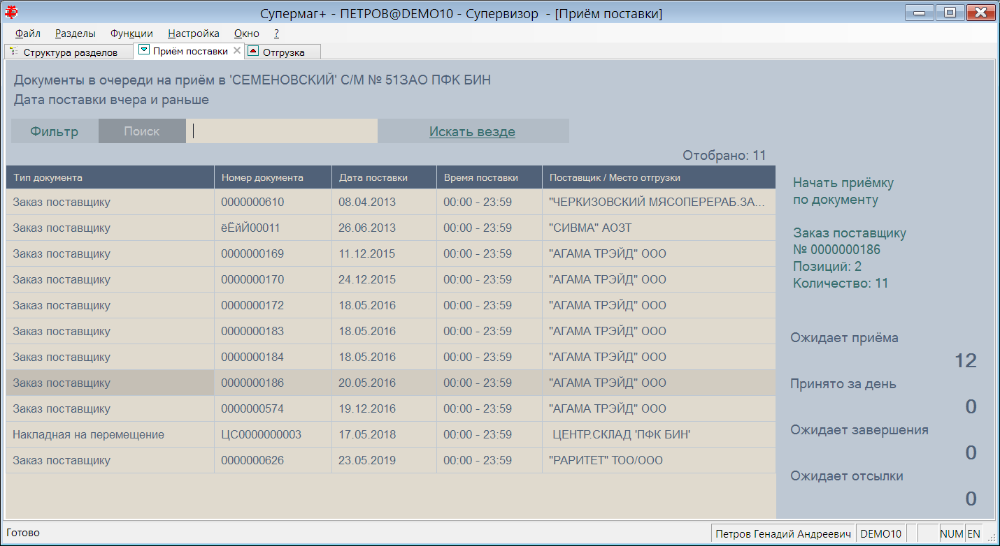 Супермаг+ - ПЕТРОВ@DEMO10 - Супервизор - [Приём поставки]
Файл Разделы Функции Настройка Окно ?
Структура разделов Приём поставки Отгрузка
Документы в очереди на приём в 'СЕМЕНОВСКИЙ' С/М № 51ЗАО ПФК БИН
Дата поставки вчера и раньше
Фильтр Поиск Искать везде
Отобрано: 11
Тип документа Номер документа Дата поставки Время поставки Поставщик / Место отгрузки
Заказ поставщику 0000000610 08.04.2013 00:00 - 23:59 "ЧЕРКИЗОВСКИЙ МЯСОПЕРЕРАБ.ЗА...
Заказ поставщику ёЁйЙ00011 26.06.2013 00:00 - 23:59 "СИВМА" АОЗТ
Заказ поставщику 0000000169 11.12.2015 00:00 - 23:59 "АГАМА ТРЭЙД" ООО
Заказ поставщику 0000000170 24.12.2015 00:00 - 23:59 "АГАМА ТРЭЙД" ООО
Заказ поставщику 0000000172 18.05.2016 00:00 - 23:59 "АГАМА ТРЭЙД" ООО
Заказ поставщику 0000000183 18.05.2016 00:00 - 23:59 "АГАМА ТРЭЙД" ООО
Заказ поставщику 0000000184 18.05.2016 00:00 - 23:59 "АГАМА ТРЭЙД" ООО
Заказ поставщику 0000000186 20.05.2016 00:00 - 23:59 "АГАМА ТРЭЙД" ООО
Заказ поставщику 0000000574 19.12.2016 00:00 - 23:59 "АГАМА ТРЭЙД" ООО
Накладная на перемещение ЦС0000000003 17.05.2018 00:00 - 23:59 ЦЕНТР.СКЛАД 'ПФК БИН'
Заказ поставщику 0000000626 23.05.2019 00:00 - 23:59 "РАРИТЕТ" ТОО/ООО
Начать приёмку
по документу
Заказ поставщику
№ 0000000186
Позиций: 2
Количество: 11
Ожидает приёма
12
Принято за день
0
Ожидает завершения
0
Ожидает отсылки
0
Готово Петров Генадий Андреевич DEMO10 NUM EN